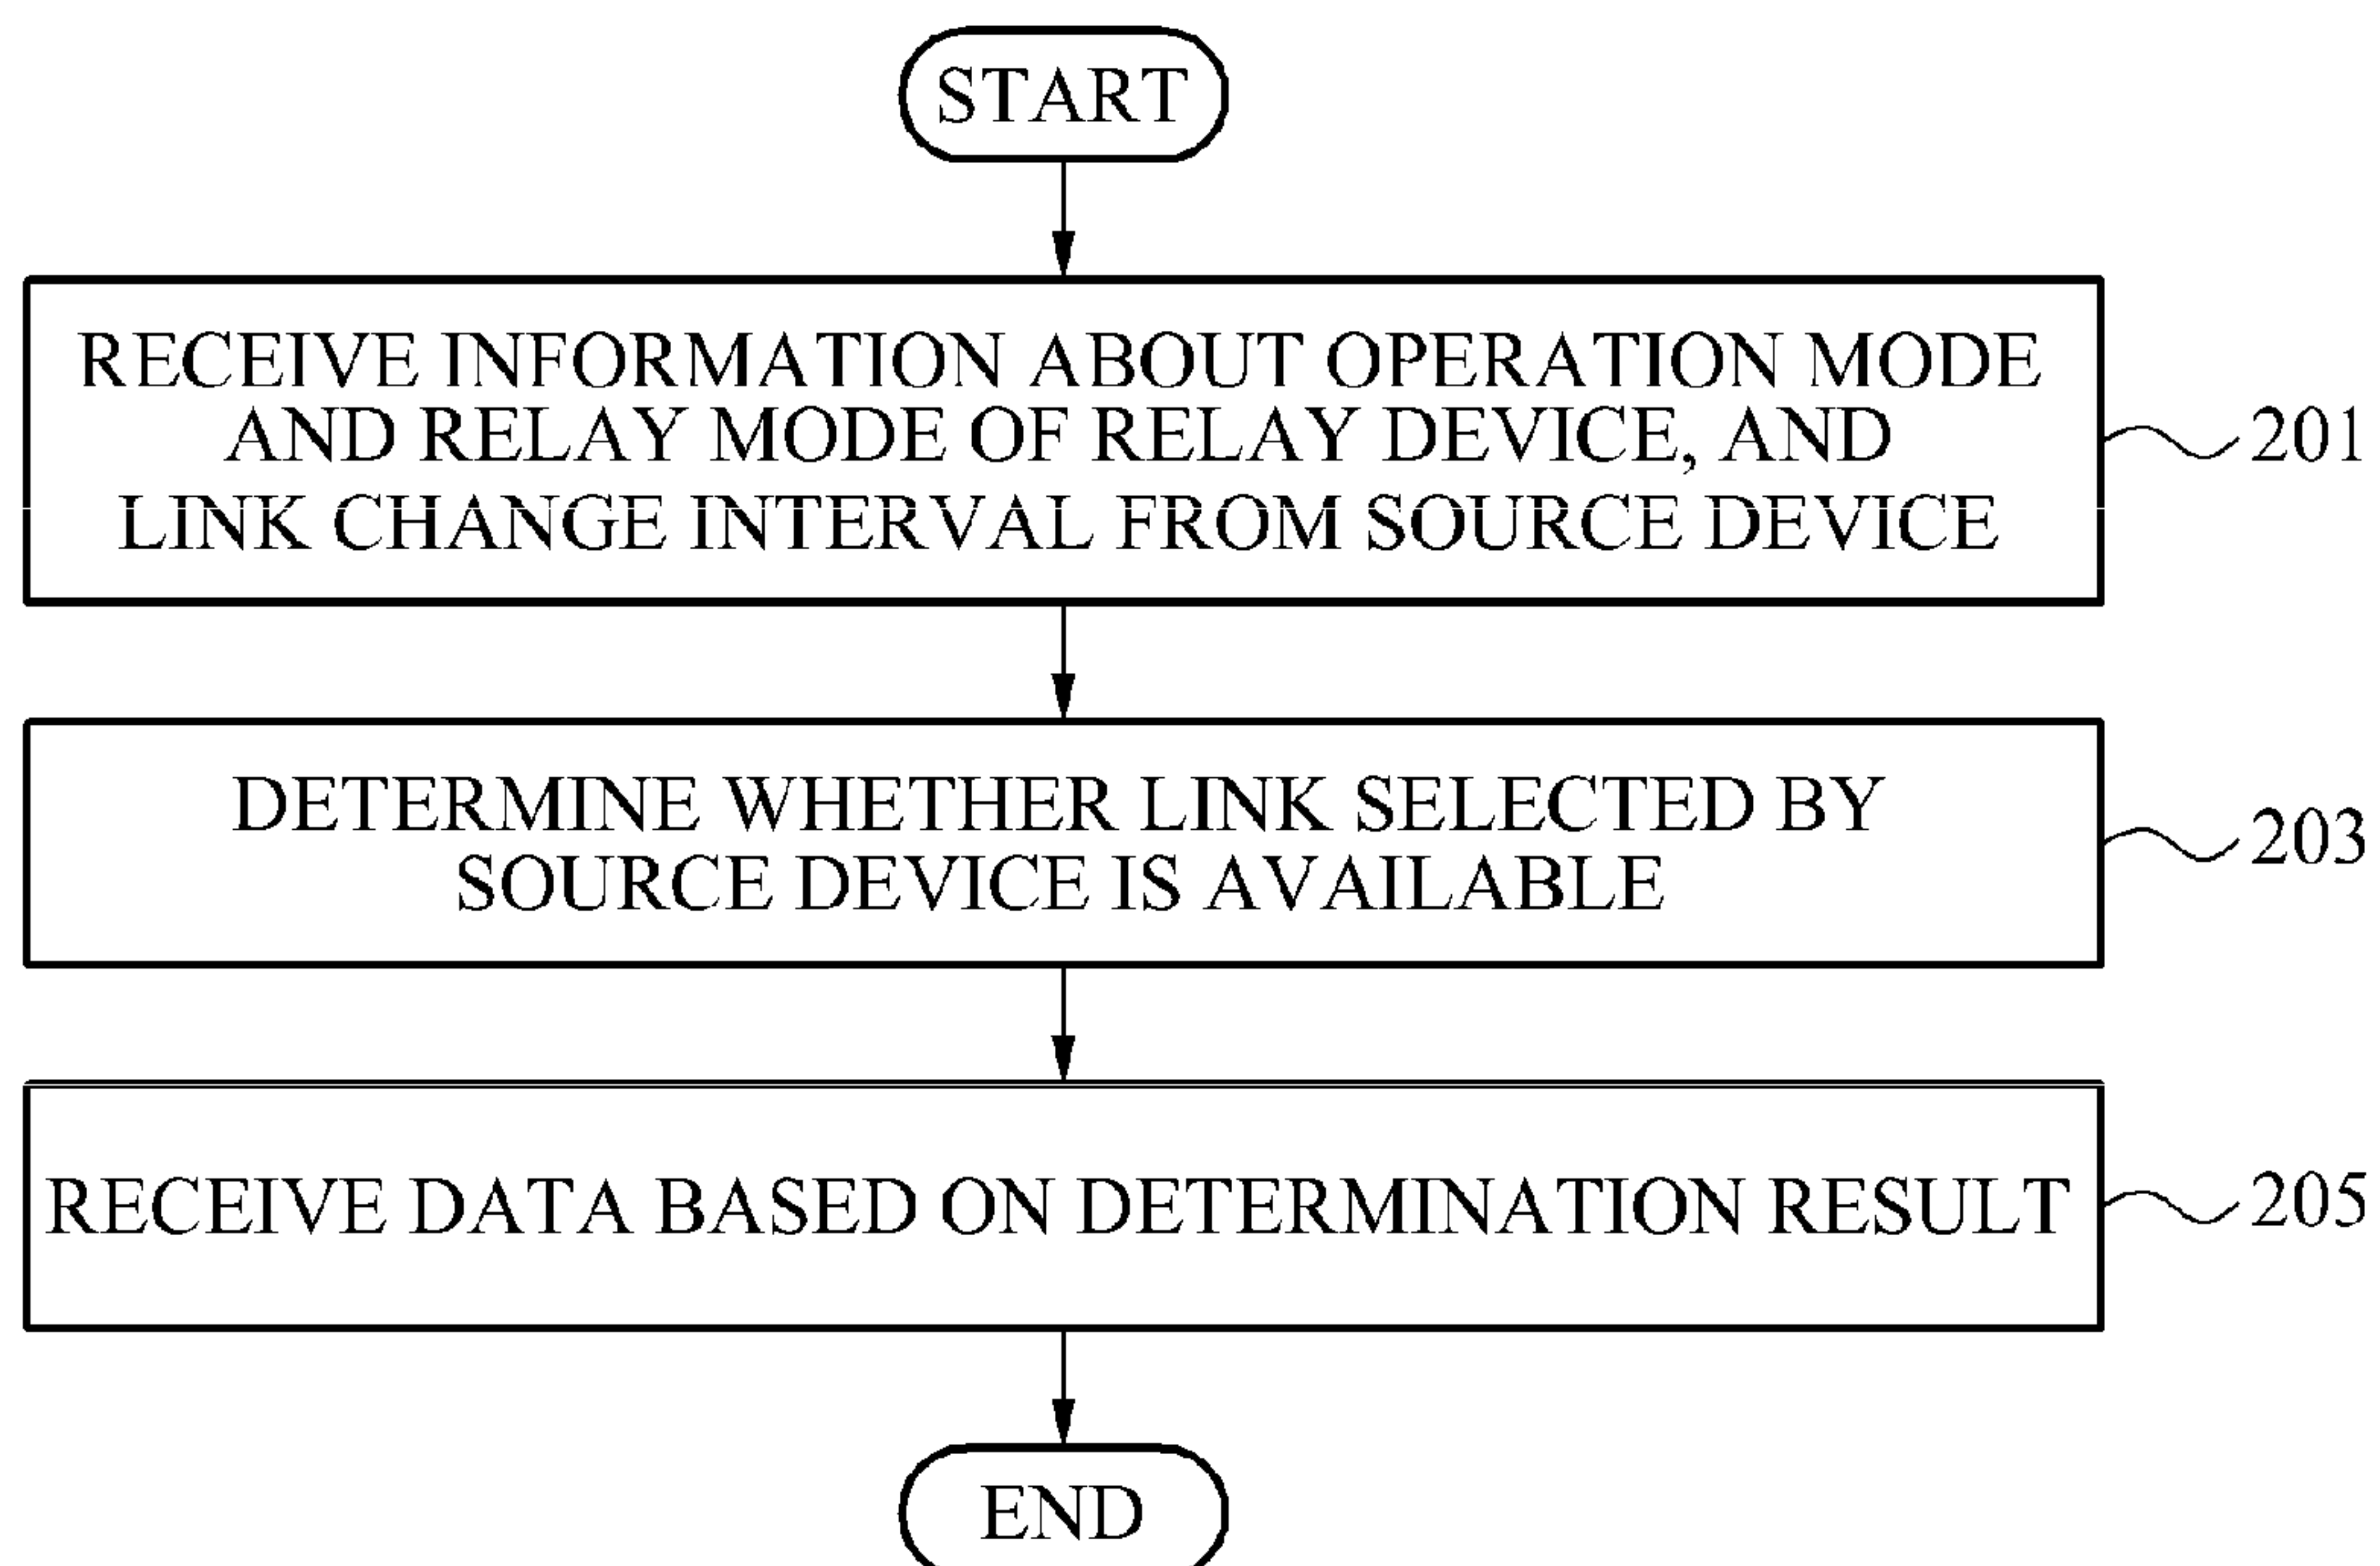 START
RECEIVE INFORMATION ABOUT OPERATION MODE
AND RELAY MODE OF RELAY DEVICE, AND
LINK CHANGE INTERVAL FROM SOURCE DEVICE
201
DETERMINE WHETHER LINK SELECTED BY
SOURCE DEVICE IS AVAILABLE
203
RECEIVE DATA BASED ON DETERMINATION RESULT
205
END